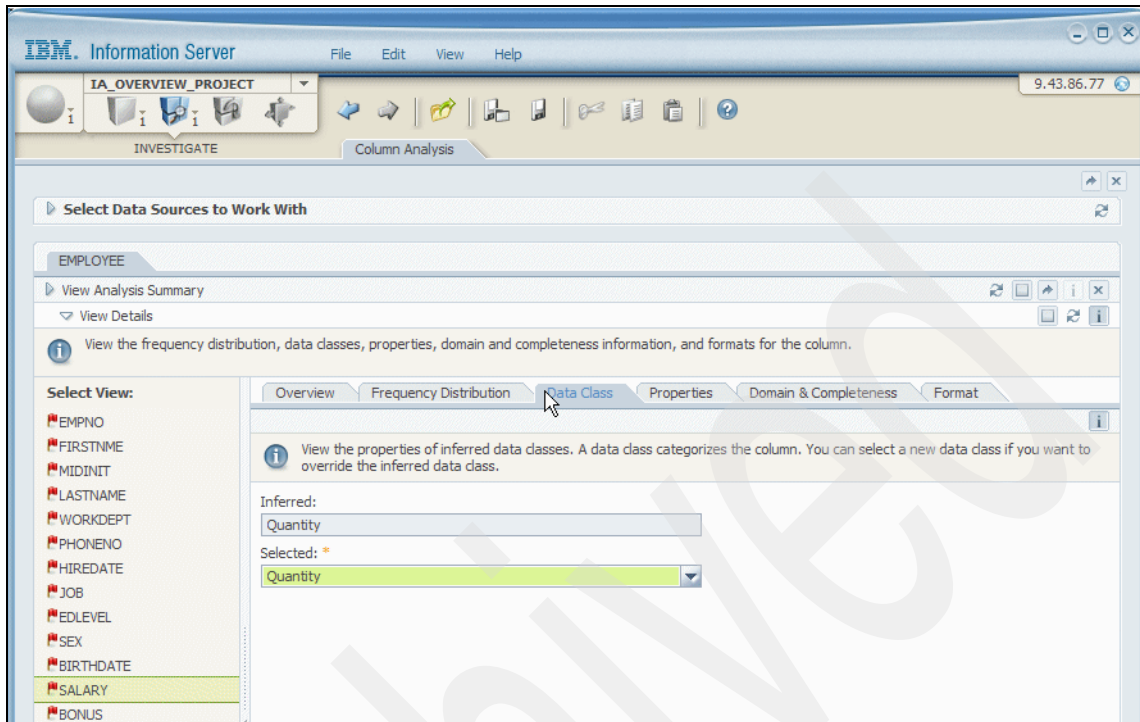 IBM. Information Server File Edit View Help
IA_OVERVIEW_PROJECT 9.43.86.77
1 1 1
INVESTIGATE Column Analysis
Select Data Sources to Work With
EMPLOYEE
View Analysis Summary
View Details
View the frequency distribution, data classes, properties, domain and completeness information, and formats for the column.
Select View: Overview Frequency Distribution Data Class Properties Domain & Completeness Format
EMPNO
FIRSTNME
MIDINIT
LASTNAME
WORKDEPT
PHONENO
HIREDATE
JOB
EDLEVEL
SEX
BIRTHDATE
SALARY
BONUS
View the properties of inferred data classes. A data class categorizes the column. You can select a new data class if you want to
override the inferred data class.
Inferred:
Quantity
Selected: *
Quantity